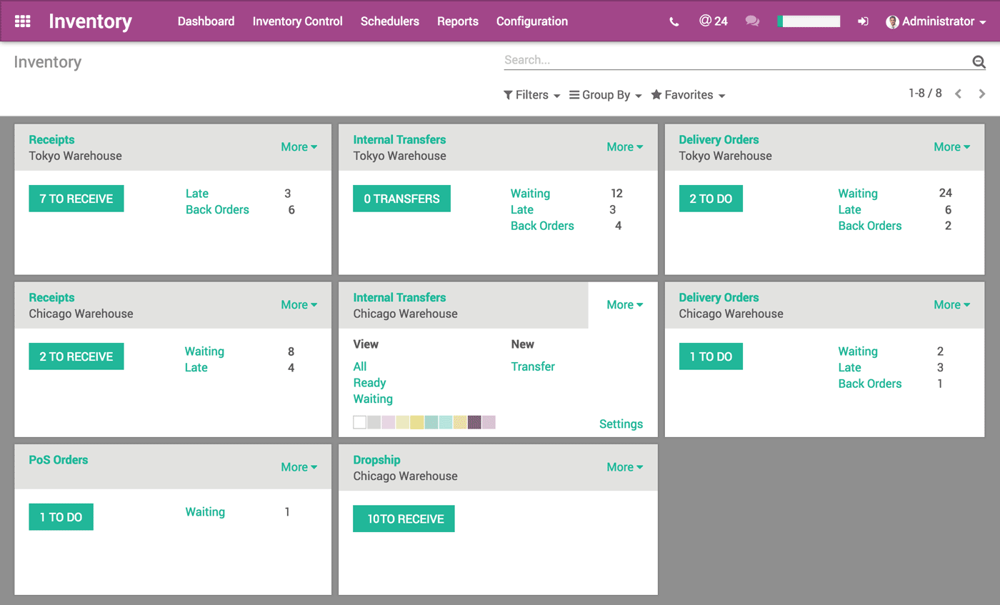 Inventory Dashboard Inventory Control Schedulers Reports Configuration @ 24 Administrator
Inventory
Search...
Filters Group By Favorites 1-8 / 8
Receipts
Tokyo Warehouse
More
7 TO RECEIVE
Late 3
Back Orders 6
Internal Transfers
Tokyo Warehouse
More
0 TRANSFERS
Waiting 12
Late 3
Back Orders 4
Delivery Orders
Tokyo Warehouse
More
2 TO DO
Waiting 24
Late 6
Back Orders 2
Receipts
Chicago Warehouse
More
2 TO RECEIVE
Waiting 8
Late 4
Internal Transfers
Chicago Warehouse
More
View New
All Transfer
Ready
Waiting
Settings
Delivery Orders
Chicago Warehouse
More
1 TO DO
Waiting 2
Late 3
Back Orders 1
PoS Orders
More
1 TO DO
Waiting 1
Dropship
Chicago Warehouse
More
10 TO RECEIVE